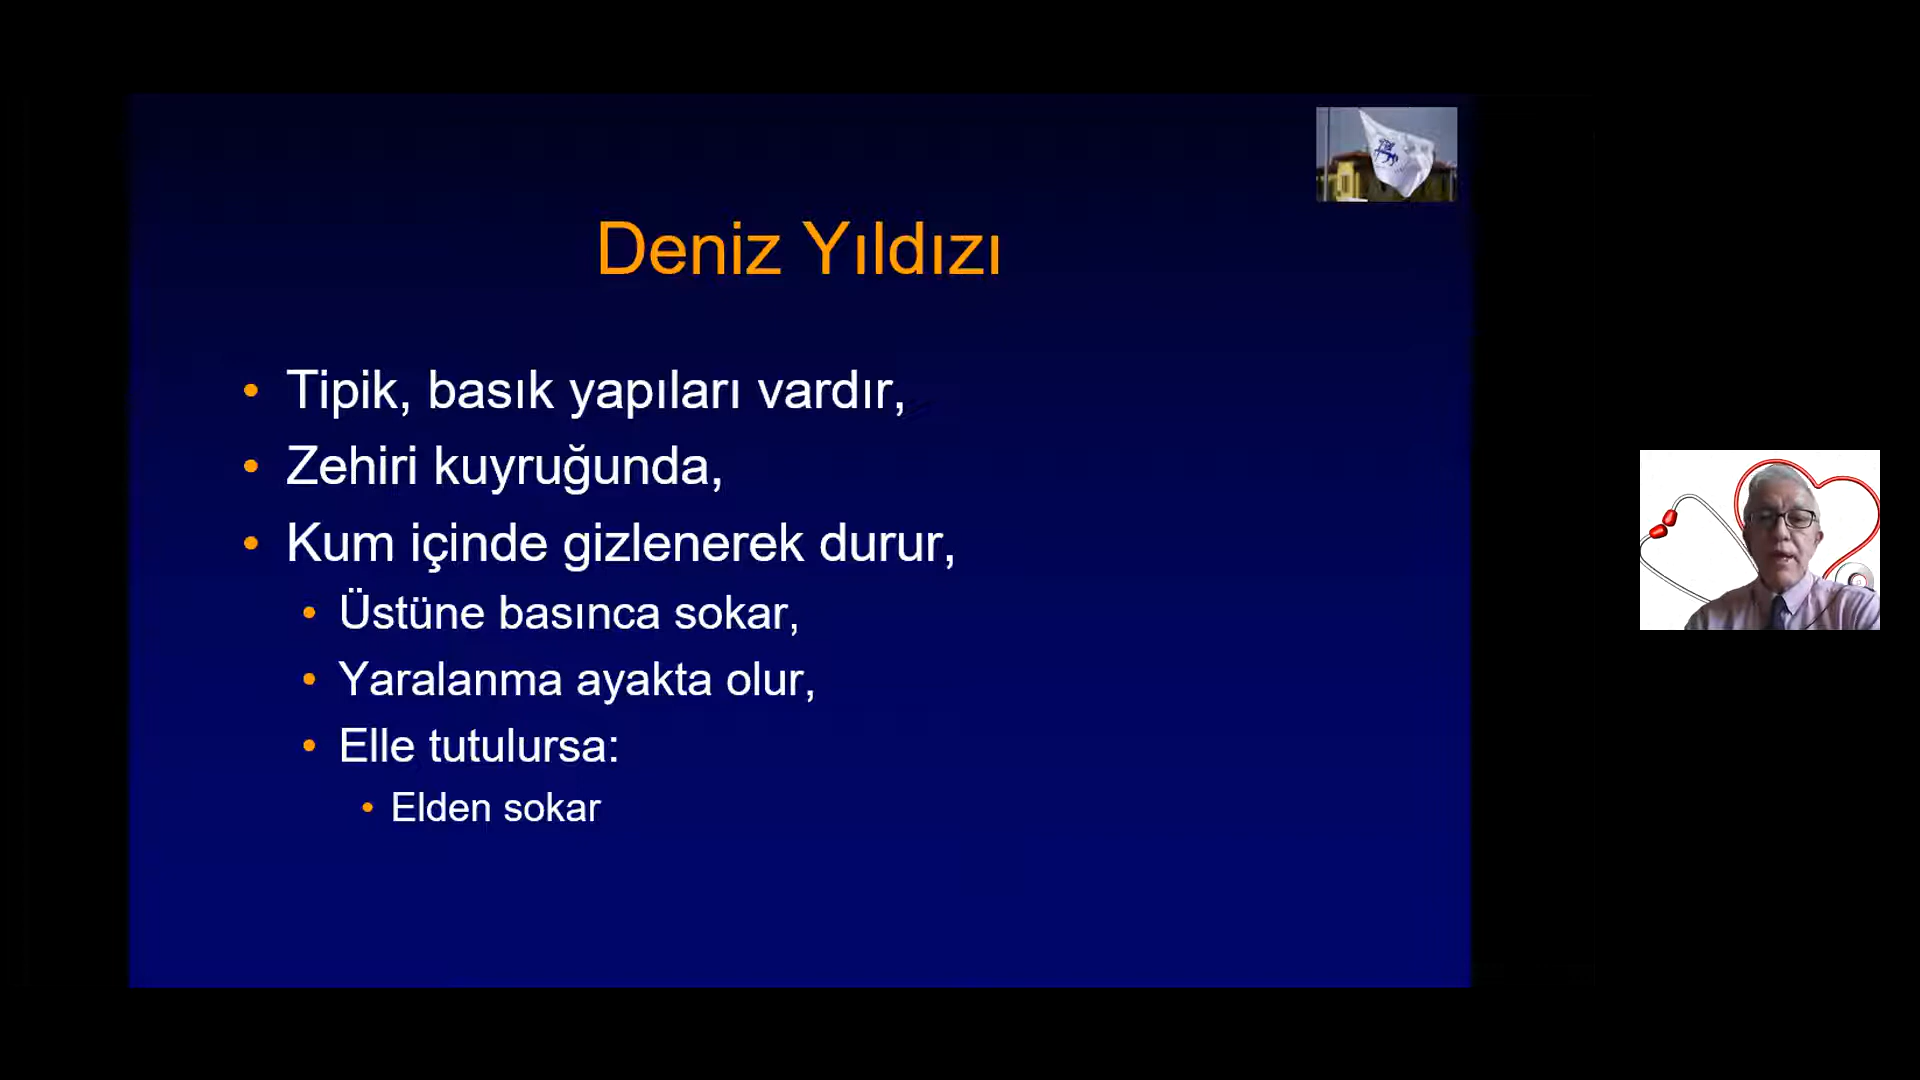 Deniz Yıldızı
• Tipik, basık yapıları vardır,
• Zehiri kuyruğunda,
• Kum içinde gizlenerek durur,
• Üstüne basınca sokar,
• Yaralanma ayakta olur,
• Elle tutulursa:
• Elden sokar